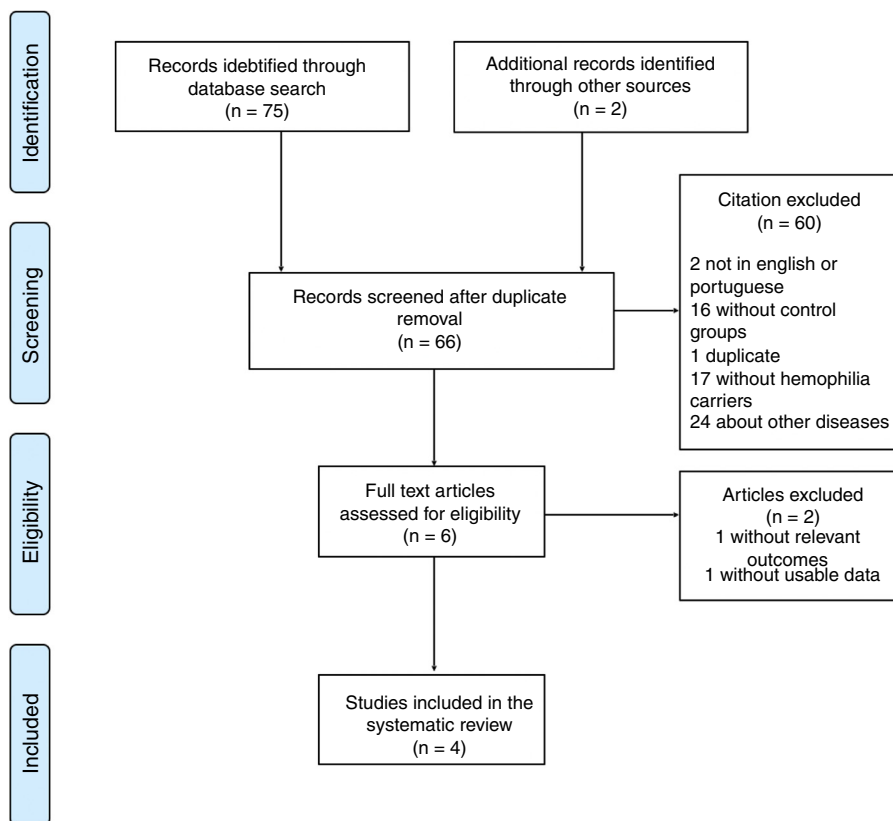 Identification
Records idebtified through
database search
(n = 75)
Additional records identified
through other sources
(n = 2)
Screening
Records screened after duplicate
removal
(n = 66)
Citation excluded
(n = 60)
2 not in english or
portuguese
16 without control
groups
1 duplicate
17 without hemophilia
carriers
24 about other diseases
Eligibility
Full text articles
assessed for eligibility
(n = 6)
Articles excluded
(n = 2)
1 without relevant
outcomes
1 without usable data
Included
Studies included in the
systematic review
(n = 4)